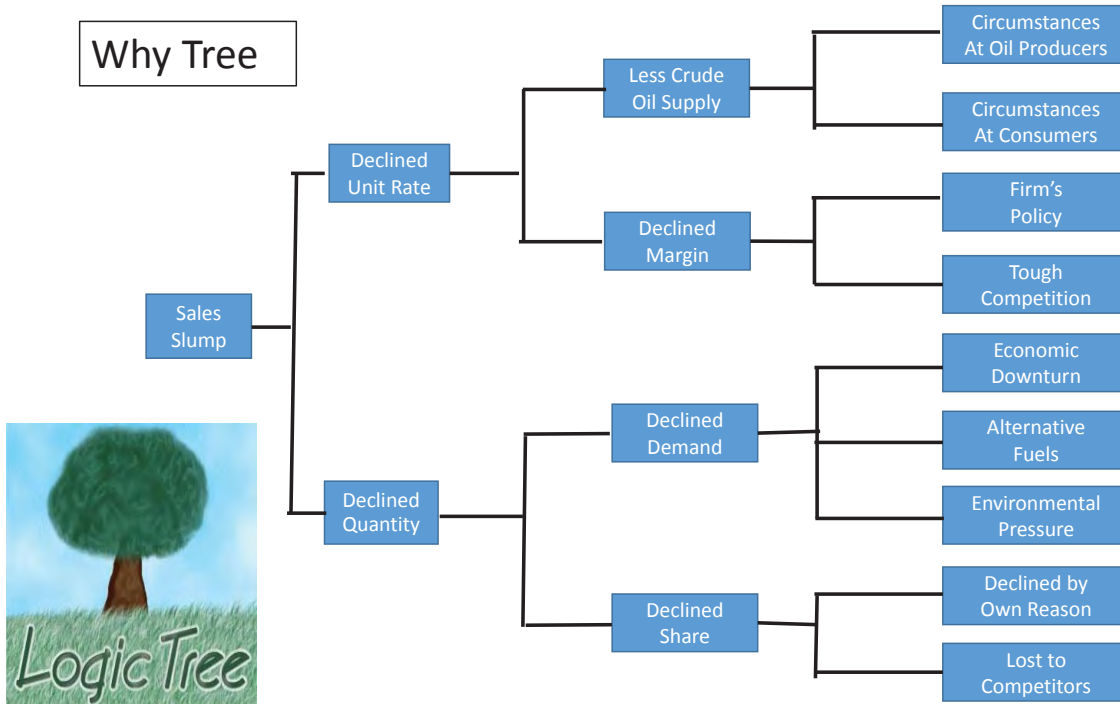 Why Tree
Sales
Slump
Declined
Unit Rate
Declined
Quantity
Less Crude
Oil Supply
Declined
Margin
Declined
Demand
Declined
Share
Circumstances
At Oil Producers
Circumstances
At Consumers
Firm's
Policy
Tough
Competition
Economic
Downturn
Alternative
Fuels
Environmental
Pressure
Declined by
Own Reason
Lost to
Competitors
Logic Tree